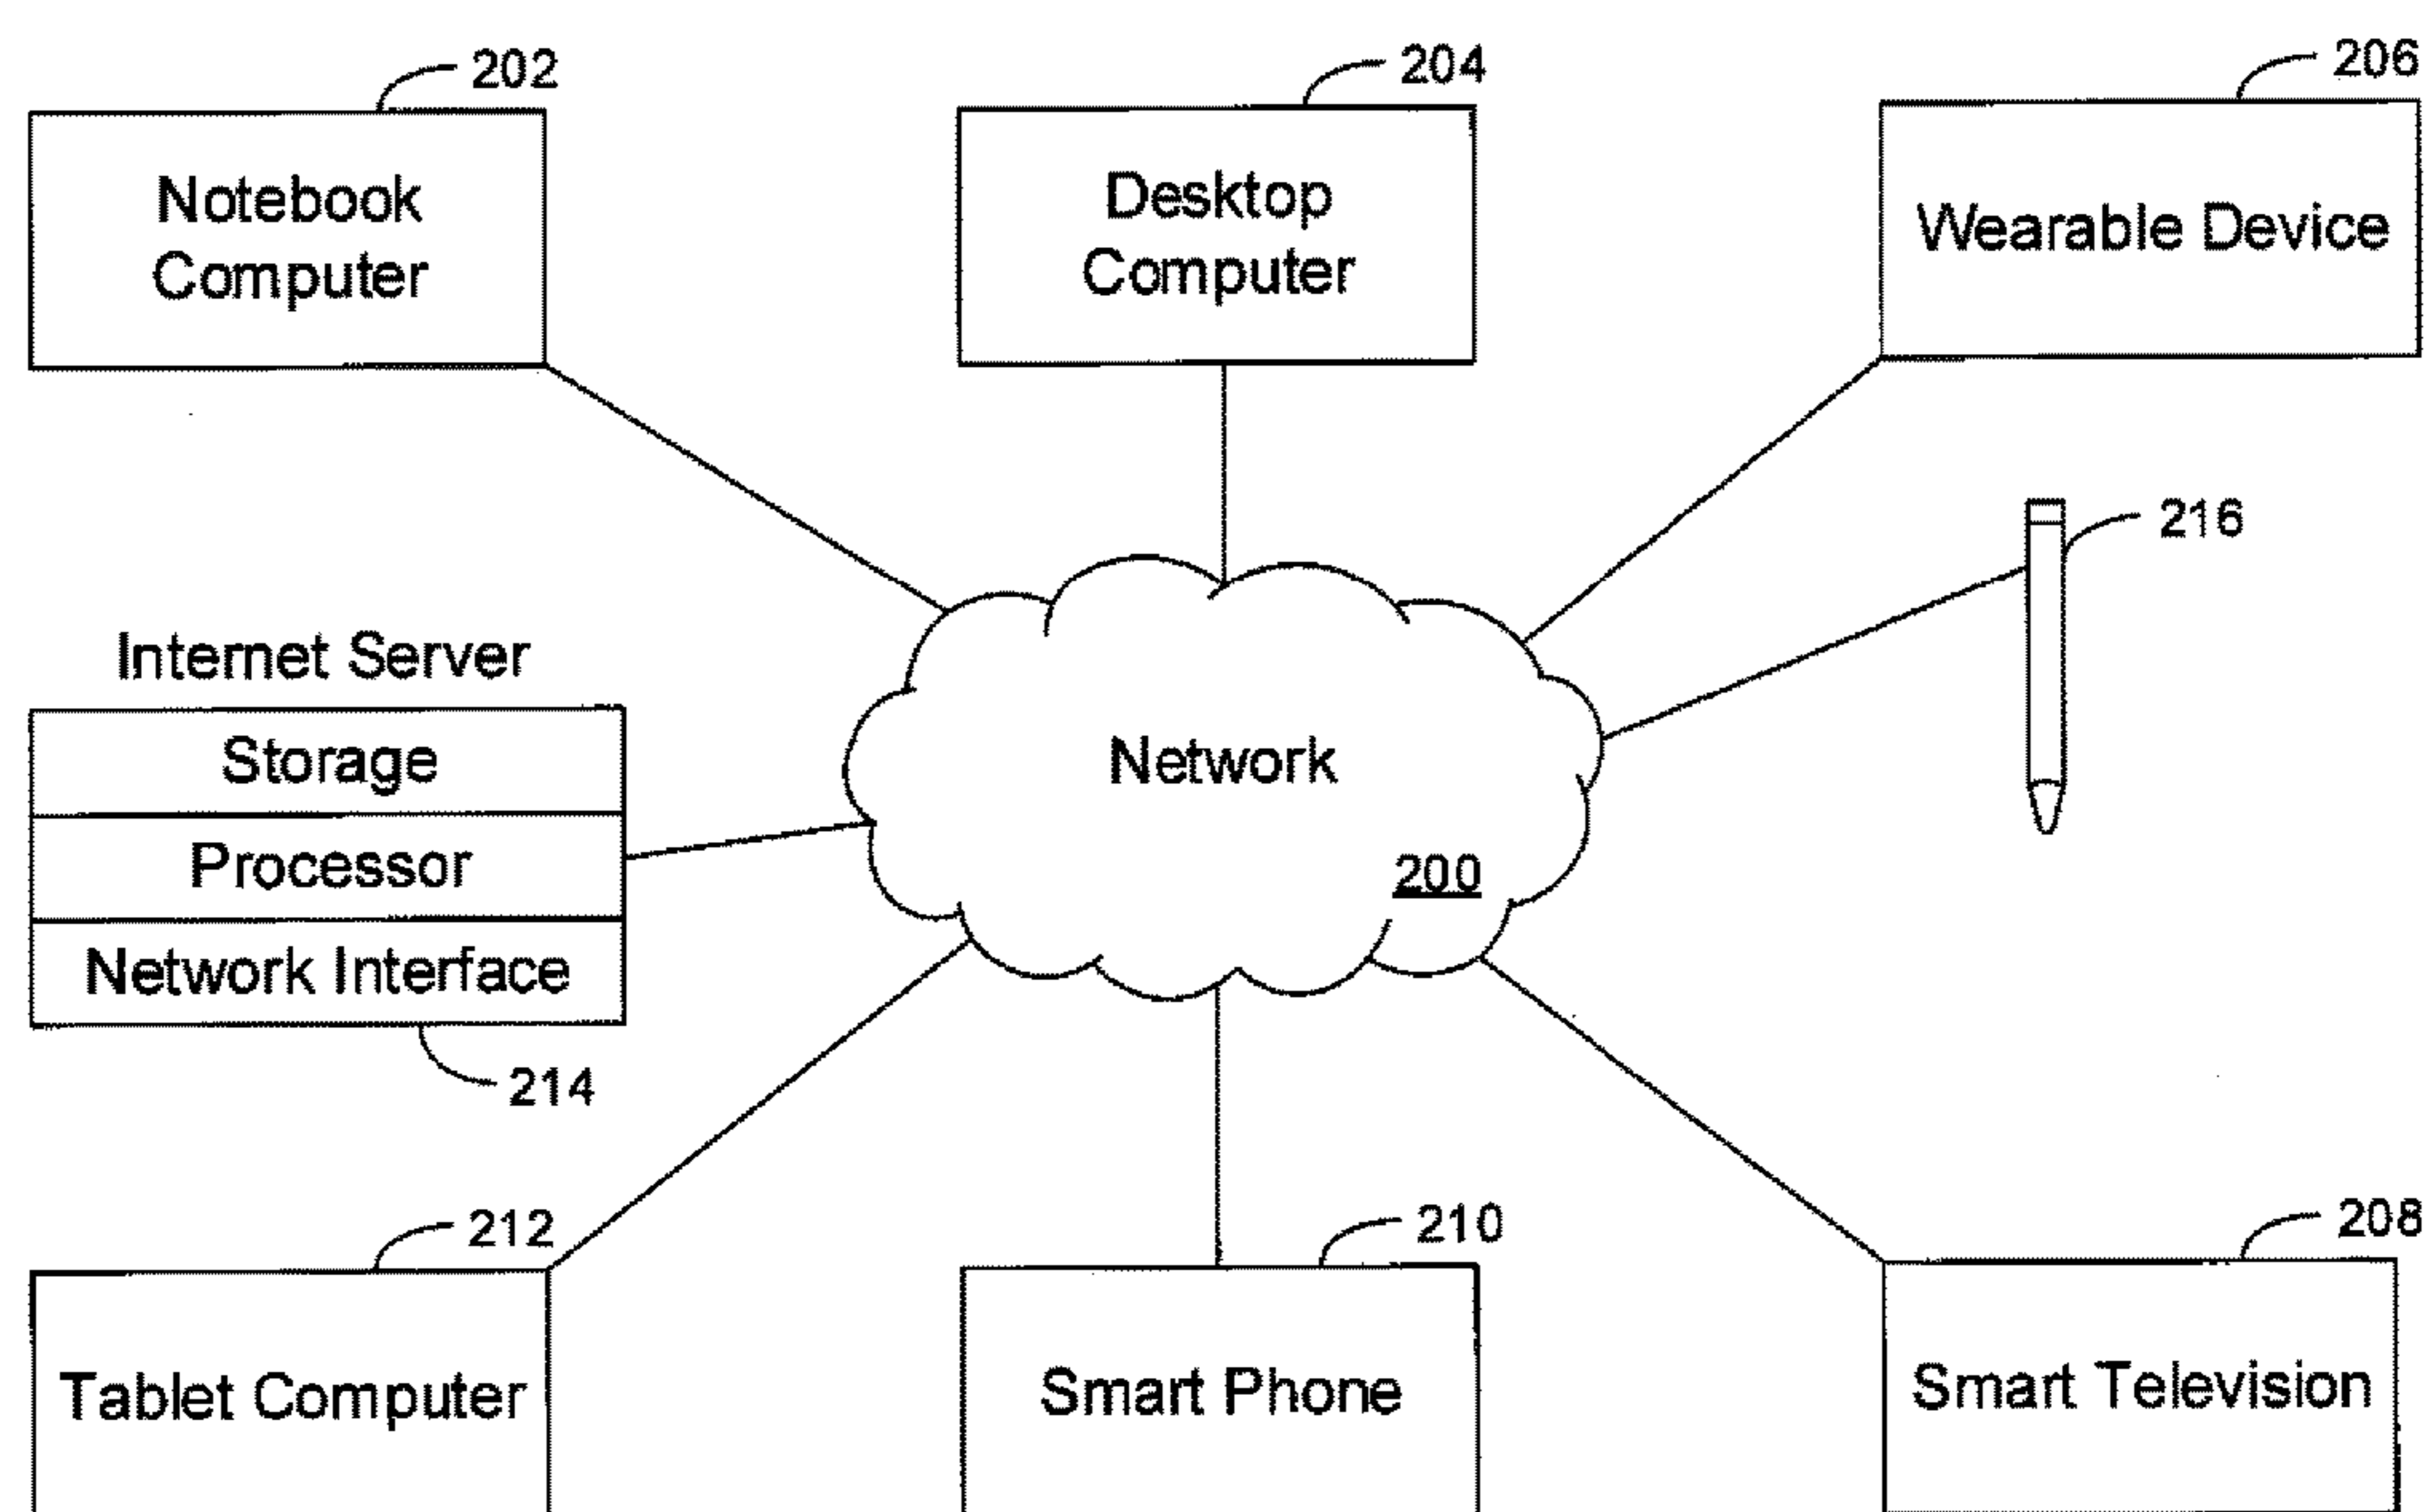 202
204
206
Notebook
Computer
Desktop
Computer
Wearable Device
216
Internet Server
Storage
Processor
Network Interface
214
Network
200
212
210
208
Tablet Computer
Smart Phone
Smart Television